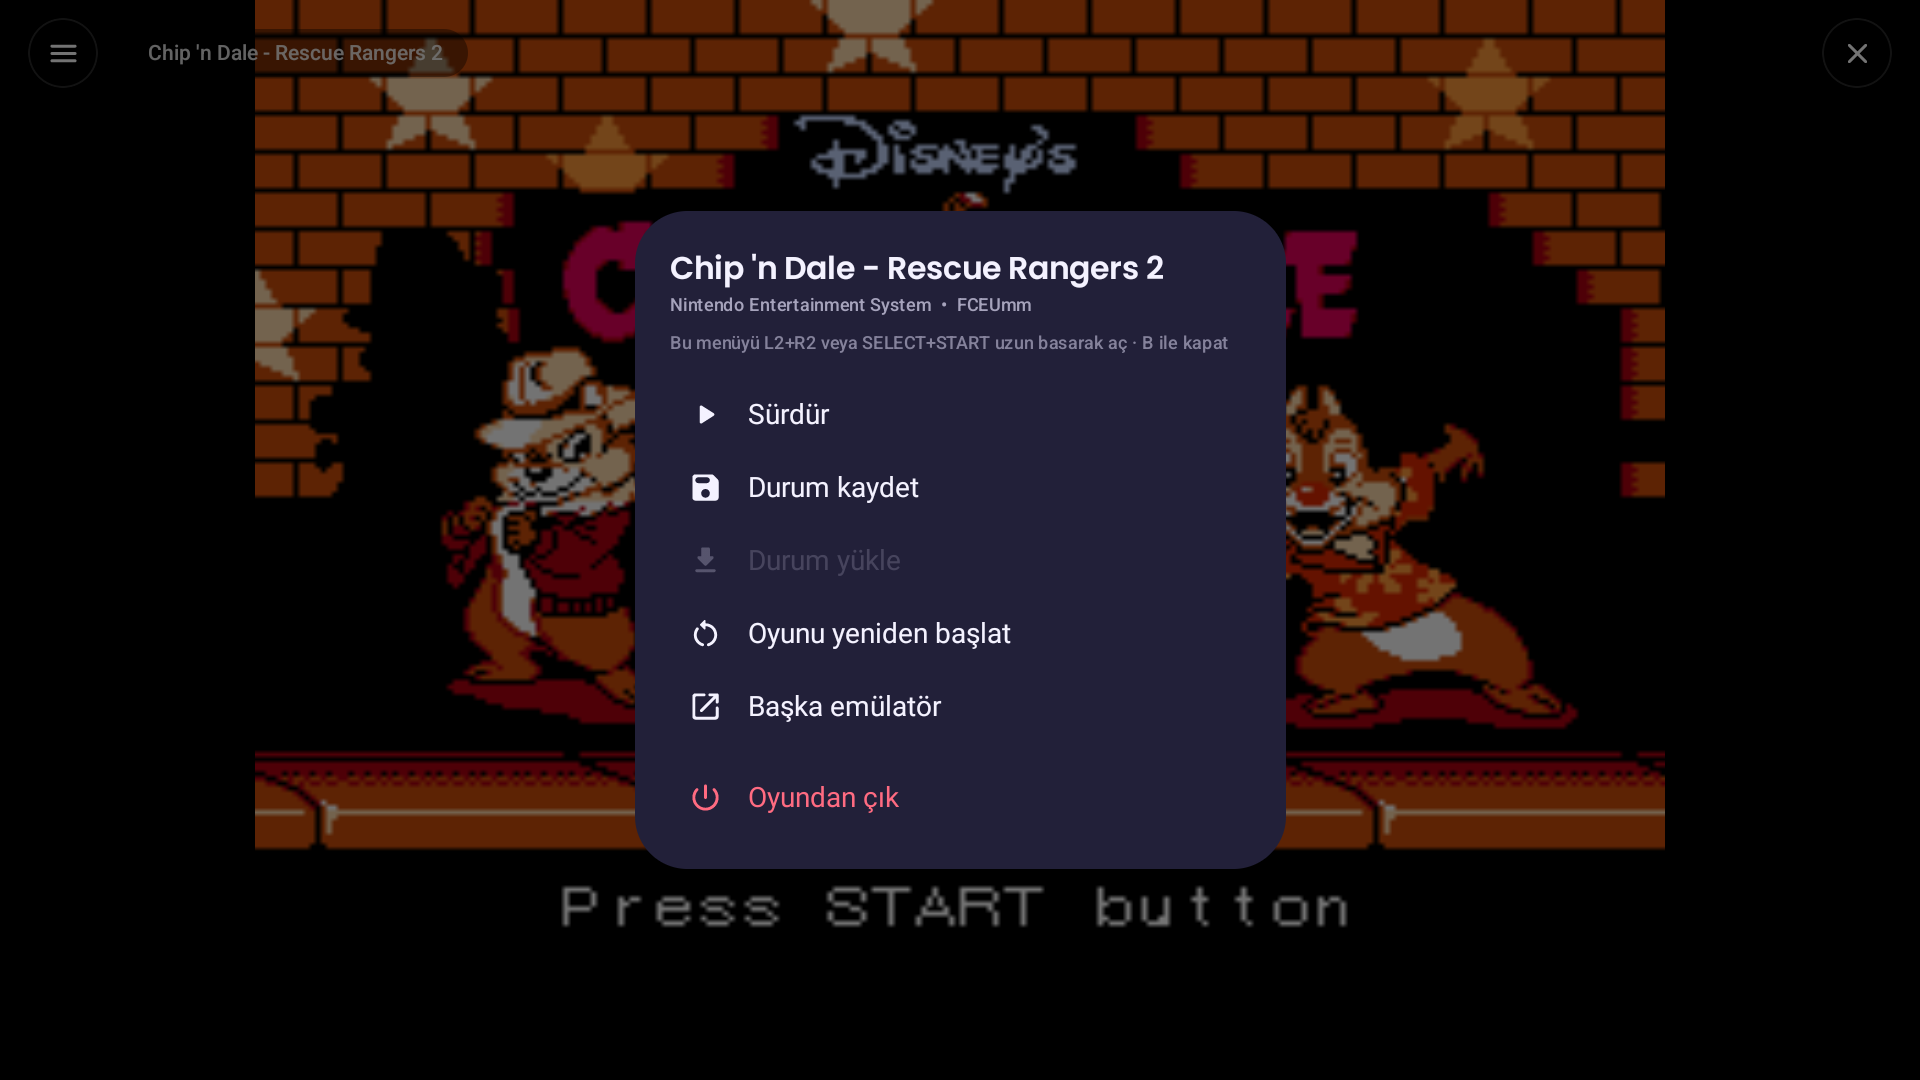 Chip 'n Dale - Rescue Rangers 2
Disney's
Chip 'n Dale - Rescue Rangers 2
Nintendo Entertainment System • FCEUmm
Bu menüyü L2+R2 veya SELECT+START uzun basarak aç · B ile kapat
Sürdür
Durum kaydet
Durum yükle
Oyunu yeniden başlat
Başka emülatör
Oyundan çık
Press START button